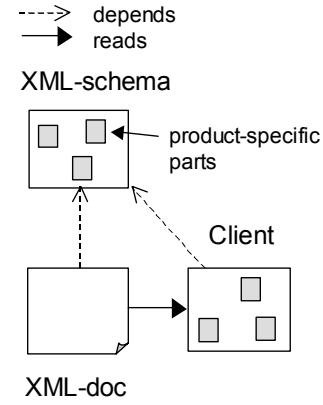 depends
reads
XML-schema
product-specific
parts
Client
XML-doc